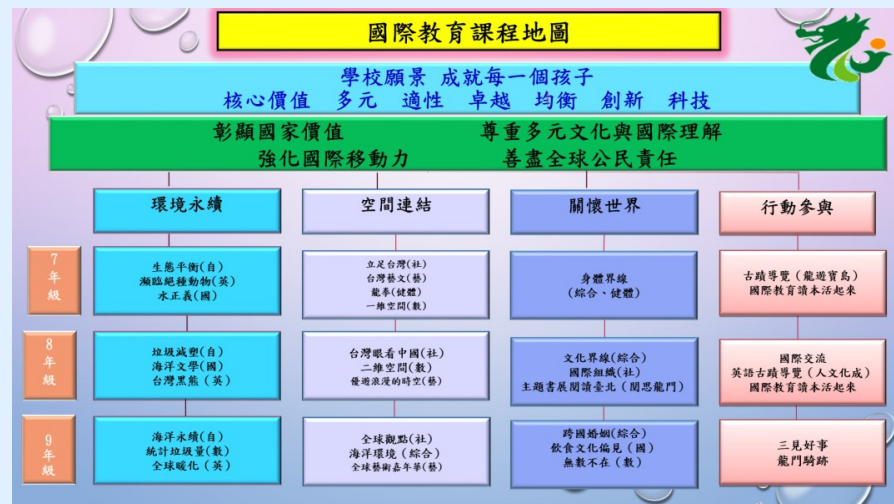 國際教育課程地圖
學校願景 成就每一個孩子
核心價值 多元 適性 卓越 均衡 創新 科技
彰顯國家價值 尊重多元文化與國際理解
強化國際移動力 善盡全球公民責任
環境永續
空間連結
關懷世界
行動參與
7年級
生態平衡(自)
瀕臨絕種動物(英)
水正義(國)
立足台灣(社)
台灣藝文(藝)
龍拳(健體)
一維空間(數)
身體界線
(綜合、健體)
古蹟導覽(龍遊寶島)
國際教育讀本活起來
8年級
垃圾減塑(自)
海洋文學(國)
台灣黑熊(英)
台灣眼看中國(社)
二維空間(數)
優遊浪漫的時空(藝)
文化界線(綜合)
國際組織(社)
主題書展閱讀臺北(閱思龍門)
國際交流
英語古蹟導覽(人文化成)
國際教育讀本活起來
9年級
海洋永續(自)
統計垃圾量(數)
全球暖化(英)
全球觀點(社)
海洋環境(綜合)
全球藝術嘉年華(藝)
跨國婚姻(綜合)
飲食文化偏見(國)
無數不在(數)
三見好事
龍門騎跡